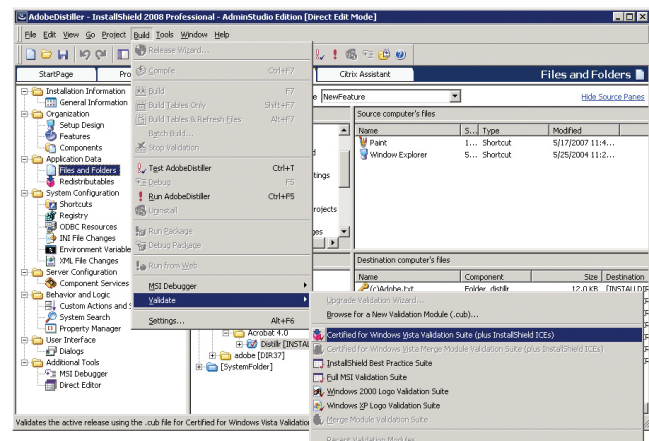 AdobeDistiller - InstallShield 2008 Professional - AdminStudio Edition [Direct Edit Mode]
File Edit View Go Project Build Tools Window Help
StartPage
Citrix Assistant
Files and Folders
Installation Information
General Information
Organization
Setup Design
Features
Components
Application Data
Files and Folders
Redistributables
System Configuration
Shortcuts
Registry
ODBC Resources
INI File Changes
Environment Variable
XML File Changes
Server Configuration
Component Services
Behavior and Logic
Custom Actions and S
System Search
Property Manager
User Interface
Dialogs
Additional Tools
MSI Debugger
Direct Editor
Release Wizard...
Compile Ctrl+F7
Build F7
Build Tables Only Shift+F7
Build Tables & Refresh Files Alt+F7
Batch Build...
Stop Validation
Test AdobeDistiller Ctrl+T
Debug F5
Run AdobeDistiller Ctrl+F5
Uninstall
Run Package
Debug Package
Run from Web
MSI Debugger
Validate
Settings... Alt+F6
NewFeature
Hide Source Panes
Source computer's files
Name S... Type Modified
Paint 1... Shortcut 5/17/2007 11:4...
Window Explorer 5... Shortcut 5/25/2004 11:2...
Destination computer's files
Name Component Size Destination
(c)Adobe.txt Folder_distillr 12.0 KB [INSTALLDIR
Acrobat 4.0
Distillr [INSTAL
adobe [DIR37]
[SystemFolder]
Upgrade Validation Wizard...
Browse for a New Validation Module (.cub)...
Certified for Windows Vista Validation Suite (plus InstallShield ICEs)
Certified for Windows Vista Merge Module Validation Suite (plus InstallShield ICEs)
InstallShield Best Practice Suite
Full MSI Validation Suite
Windows 2000 Logo Validation Suite
Windows XP Logo Validation Suite
Merge Module Validation Suite
Recent Validation Modules
Validates the active release using the .cub file for Certified for Windows Vista Validation